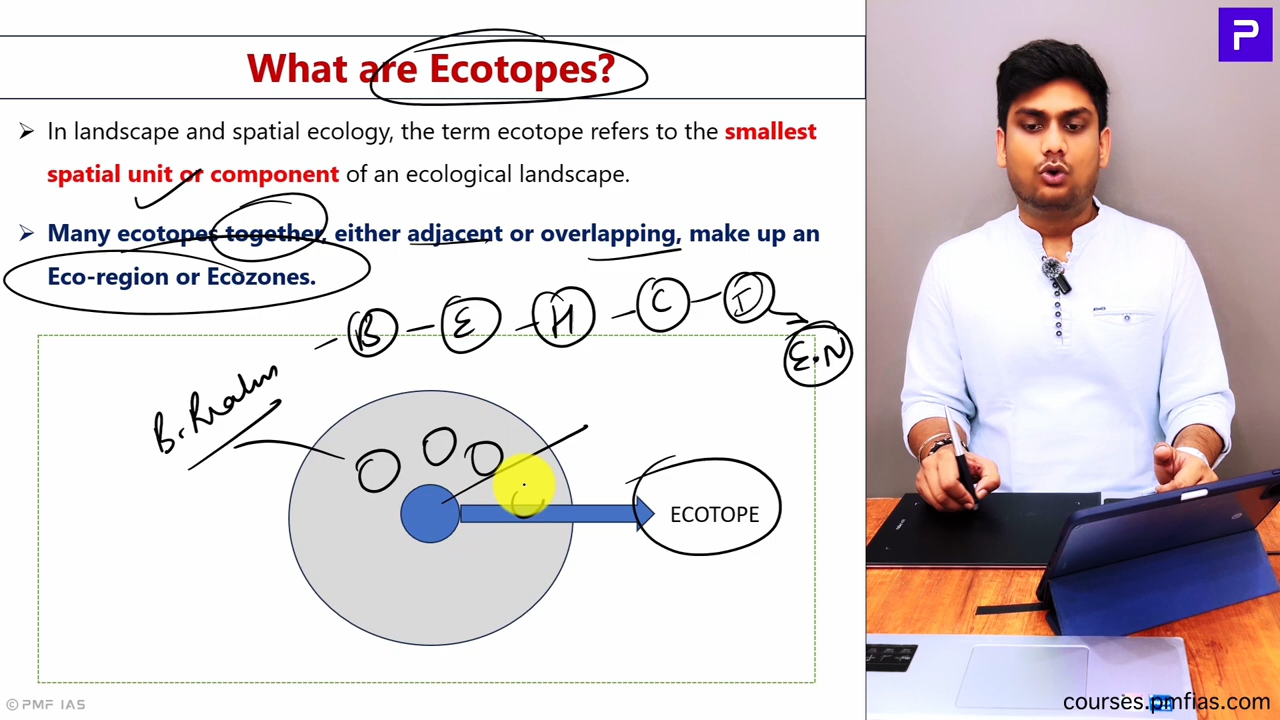 P
What are Ecotopes?
➢ In landscape and spatial ecology, the term ecotope refers to the smallest
spatial unit or component of an ecological landscape.
➢ Many ecotopes together, either adjacent or overlapping, make up an
Eco-region or Ecozones.
B - E - H - C - I
E.N
B. Realm
ECOTOPE
© PMF IAS
courses.pmfias.com